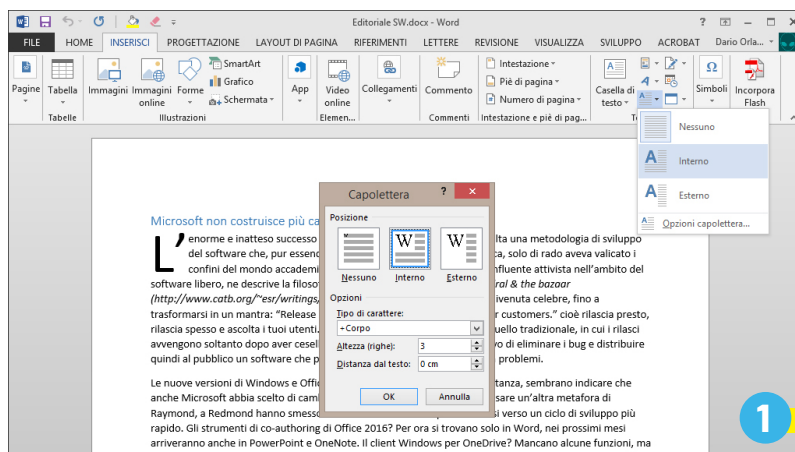 Editoriale SW.docx - Word
FILE HOME INSERISCI PROGETTAZIONE LAYOUT DI PAGINA RIFERIMENTI LETTERE REVISIONE VISUALIZZA SVILUPPO ACROBAT Dario Orla...
Pagine
Tabella
Immagini
Immagini online
Forme
SmartArt
Grafico
Schermata
App
Video online
Collegamenti
Commento
Intestazione
Piè di pagina
Numero di pagina
Casella di testo
Simboli
Incorpora Flash
Tabelle
Illustrazioni
Elemen...
Commenti
Intestazione e piè di pag...
Nessuno
Interno
Esterno
Opzioni capolettera...
Capolettera
Posizione
Nessuno Interno Esterno
Opzioni
Tipo di carattere:
+Corpo
Altezza (righe): 3
Distanza dal testo: 0 cm
OK Annulla
Microsoft non costruisce più
L'enorme e inatteso successo lta una metodologia di sviluppo
del software che, pur essen ca, solo di rado aveva valicato i
confini del mondo accademi nfluente attivista nell'ambito del
software libero, ne descrive la filoso ral & the bazaar
(http://www.catb.org/~esr/writings, ivenuta celebre, fino a
trasformarsi in un mantra: “Release r customers.” cioè rilascia presto,
rilascia spesso e ascolta i tuoi utenti. uello tradizionale, in cui i rilasci
avvengono soltanto dopo aver cesell vo di eliminare i bug e distribuire
quindi al pubblico un software che p problemi.
Le nuove versioni di Windows e Offic tanza, sembrano indicare che
anche Microsoft abbia scelto di cam sare un'altra metafora di
Raymond, a Redmond hanno smesso si verso un ciclo di sviluppo più
rapido. Gli strumenti di co-authoring di Office 2016? Per ora si trovano solo in Word, nei prossimi mesi
arriveranno anche in PowerPoint e OneNote. Il client Windows per OneDrive? Mancano alcune funzioni, ma
1